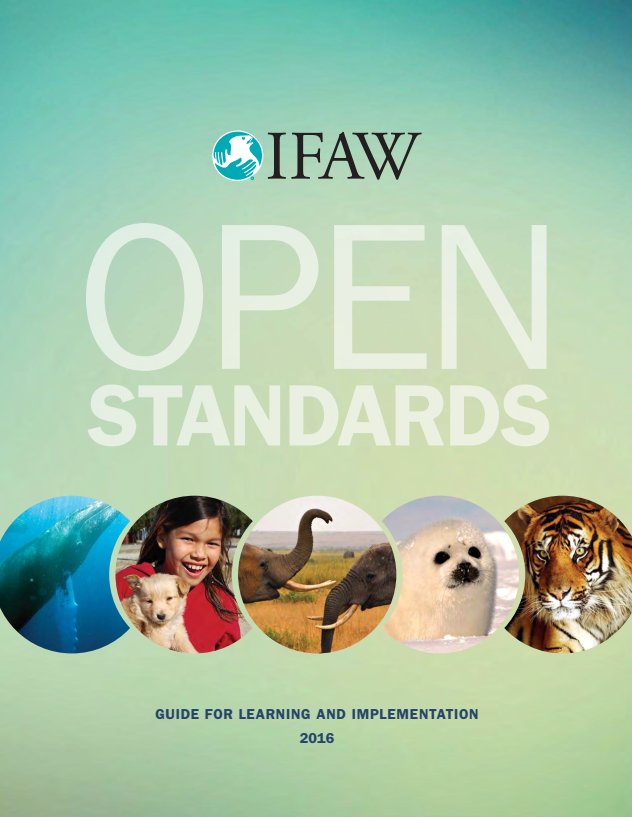 IFAW
OPEN
STANDARDS
GUIDE FOR LEARNING AND IMPLEMENTATION
2016